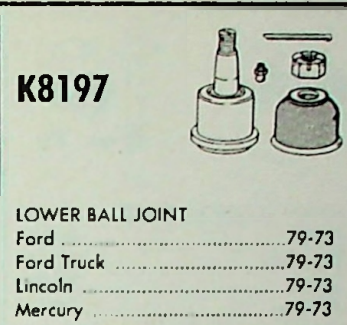 K8197
LOWER BALL JOINT
Ford ........................................ 79-73
Ford Truck ............................... 79-73
Lincoln ..................................... 79-73
Mercury .................................... 79-73